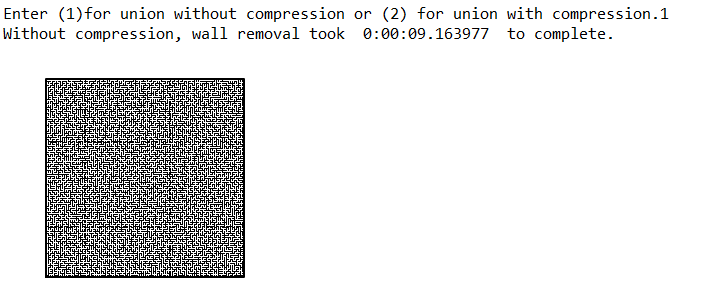 Enter (1)for union without compression or (2) for union with compression.1
Without compression, wall removal took  0:00:09.163977  to complete.